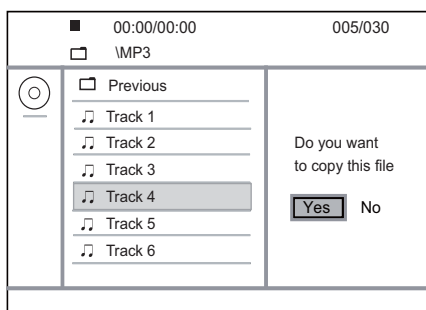 00:00/00:00 005/030
\MP3
Previous
Track 1
Track 2
Track 3
Track 4
Track 5
Track 6
Do you want
to copy this file
Yes No